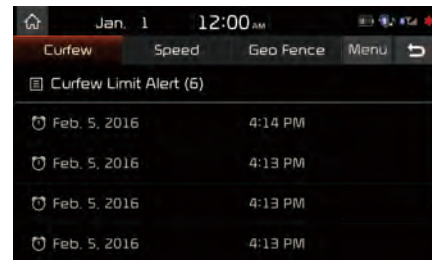 Jan. 1 12:00 AM
Curfew Speed Geo Fence Menu
Curfew Limit Alert (6)
Feb. 5, 2016 4:14 PM
Feb. 5, 2016 4:13 PM
Feb. 5, 2016 4:13 PM
Feb. 5, 2016 4:13 PM